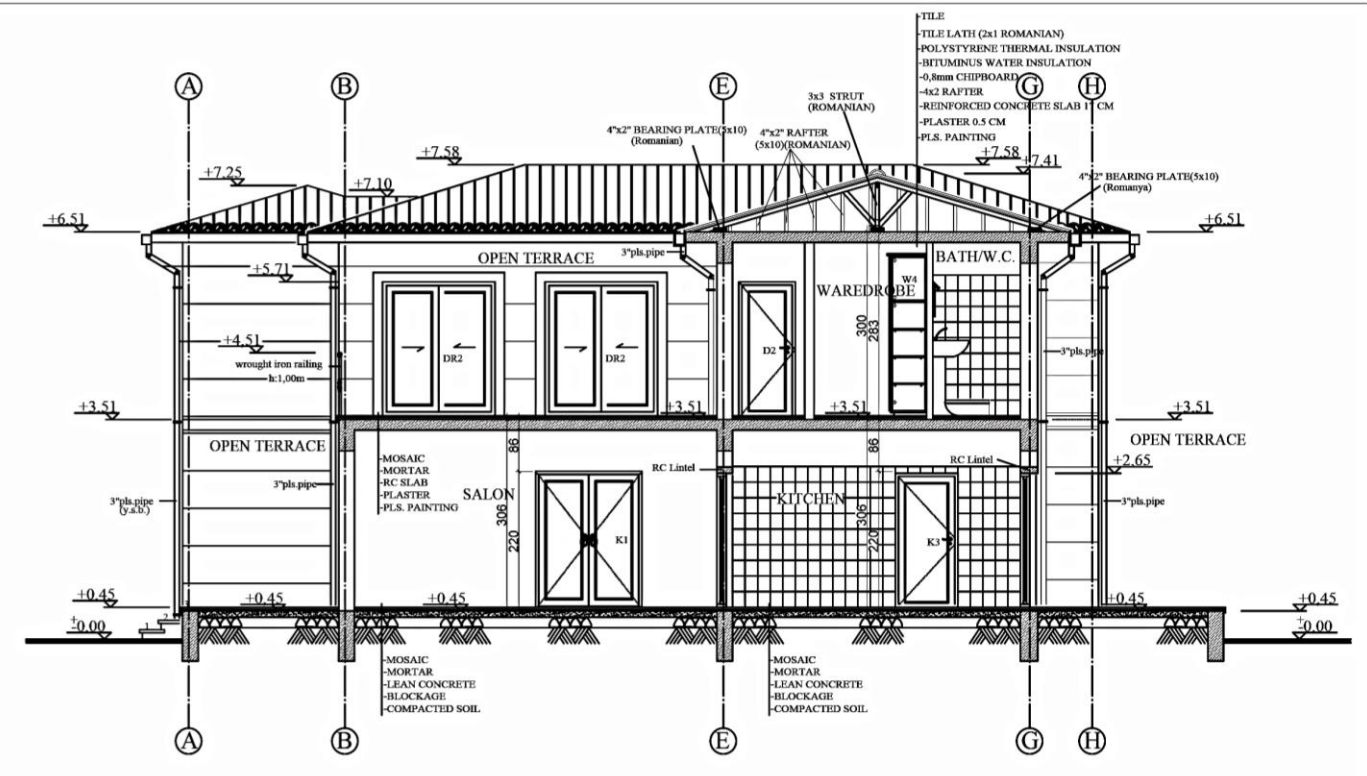 -TILE
-TILE LATH (2x1 ROMANIAN)
-POLYSTYRENE THERMAL INSULATION
-BITUMINUS WATER INSULATION
-0,8mm CHIPBOARD
-4x2 RAFTER
-REINFORCED CONCRETE SLAB 17 CM
-PLASTER 0.5 CM
-PLS. PAINTING
A
B
E
G
H
3x3 STRUT
(ROMANIAN)
4"x2" BEARING PLATE(5x10)
(Romanian)
4"x2" RAFTER
(5x10)(ROMANIAN)
+7.58
+7.58
+7.41
+7.25
+7.10
4"x2" BEARING PLATE(5x10)
(Romanya)
+6.51
+6.51
OPEN TERRACE
3"pls.pipe
BATH/W.C.
+5.71
W4
WAREDROBE
300
283
+4.51
wrought iron railing
h:1,00m
DR2
DR2
D2
3"pls.pipe
+3.51
+3.51
+3.51
+3.51
OPEN TERRACE
86
86
OPEN TERRACE
-MOSAIC
-MORTAR
-RC SLAB
-PLASTER
-PLS. PAINTING
RC Lintel
RC Lintel
+2.65
3"pls.pipe
SALON
KITCHEN
3"pls.pipe
(y.s.b.)
3"pls.pipe
306
220
306
220
K1
K3
+0.45
+0.45
+0.45
+0.45
+0.45
±0.00
1
2
±0.00
-MOSAIC
-MORTAR
-LEAN CONCRETE
-BLOCKAGE
-COMPACTED SOIL
-MOSAIC
-MORTAR
-LEAN CONCRETE
-BLOCKAGE
-COMPACTED SOIL
A
B
E
G
H